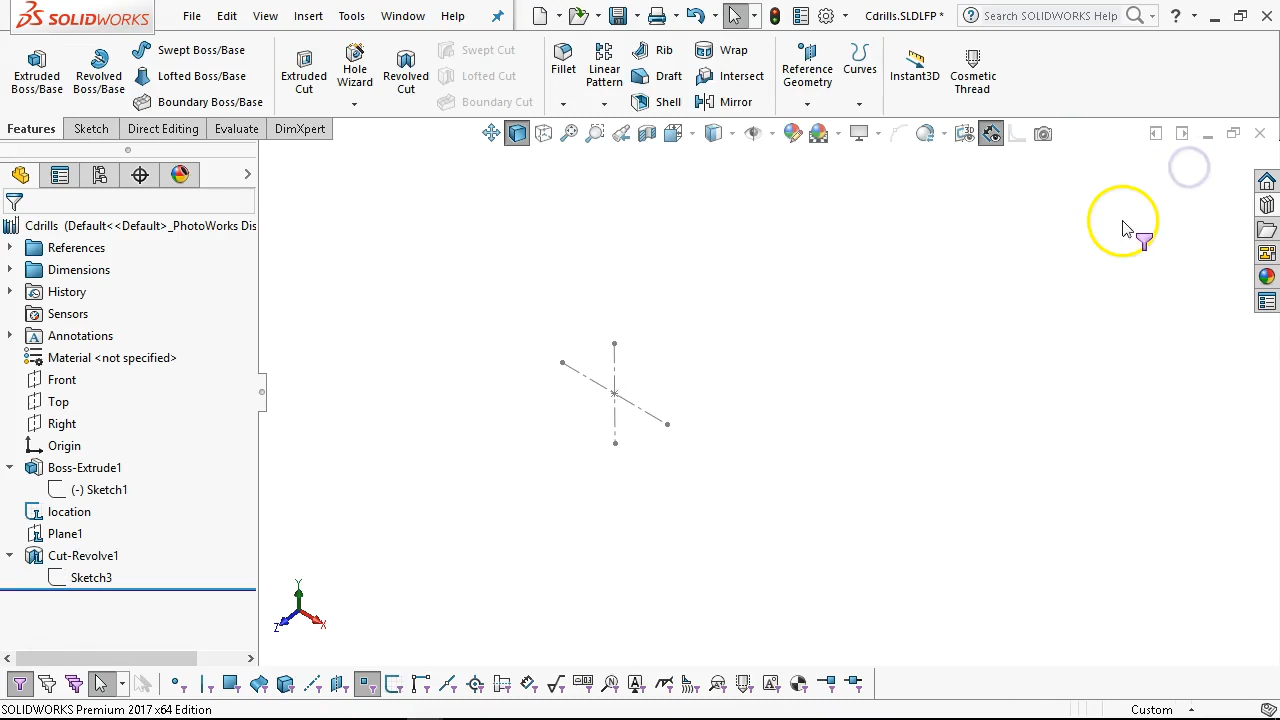 SOLIDWORKS File Edit View Insert Tools Window Help Cdrills.SLDLFP * Search SOLIDWORKS Help ?
Extruded Boss/Base
Revolved Boss/Base
Swept Boss/Base
Lofted Boss/Base
Boundary Boss/Base
Extruded Cut
Hole Wizard
Revolved Cut
Swept Cut
Lofted Cut
Boundary Cut
Fillet
Linear Pattern
Rib
Draft
Shell
Wrap
Intersect
Mirror
Reference Geometry
Curves
Instant3D
Cosmetic Thread
Features Sketch Direct Editing Evaluate DimXpert
Cdrills (Default<<Default>_PhotoWorks Dis
References
Dimensions
History
Sensors
Annotations
Material <not specified>
Front
Top
Right
Origin
Boss-Extrude1
(-) Sketch1
location
Plane1
Cut-Revolve1
Sketch3
Y
Z X
SOLIDWORKS Premium 2017 x64 Edition Custom